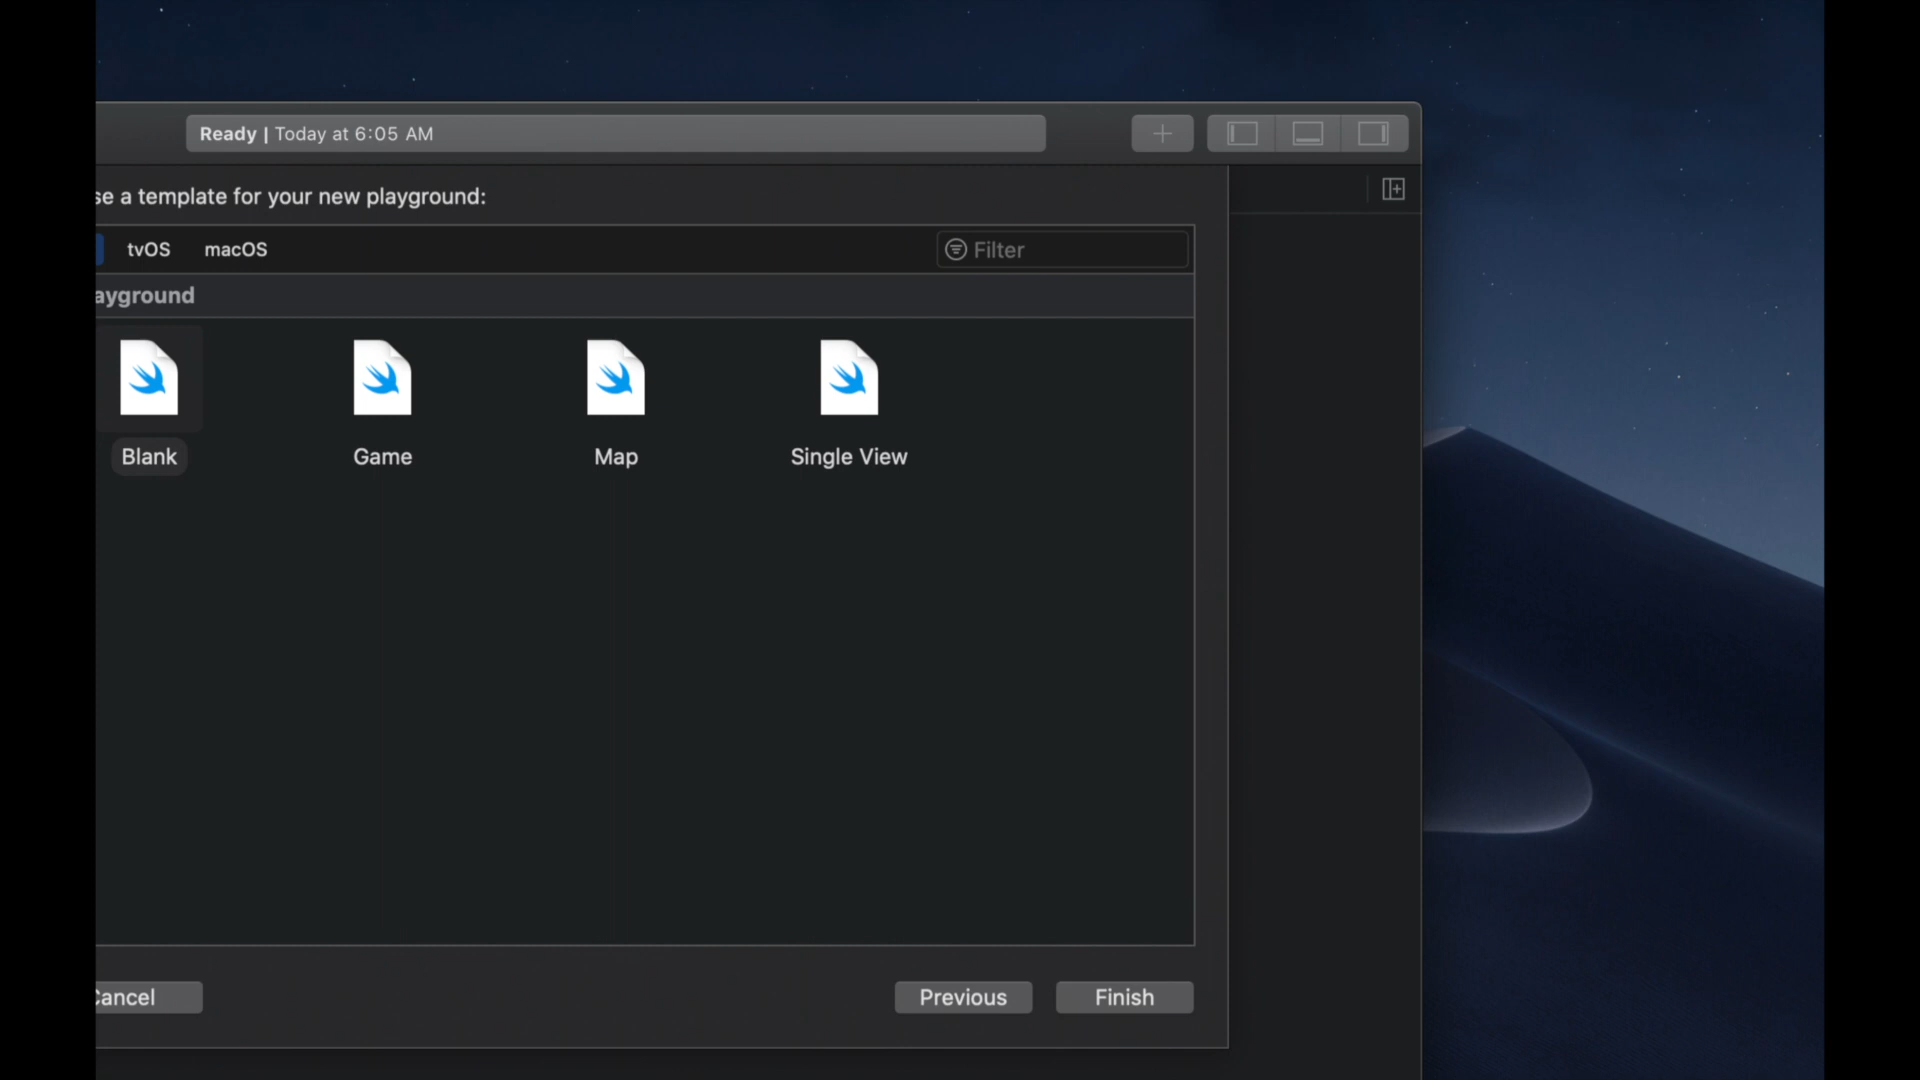 Ready | Today at 6:05 AM
se a template for your new playground:
tvOS macOS Filter
ayground
Blank Game Map Single View
Cancel Previous Finish